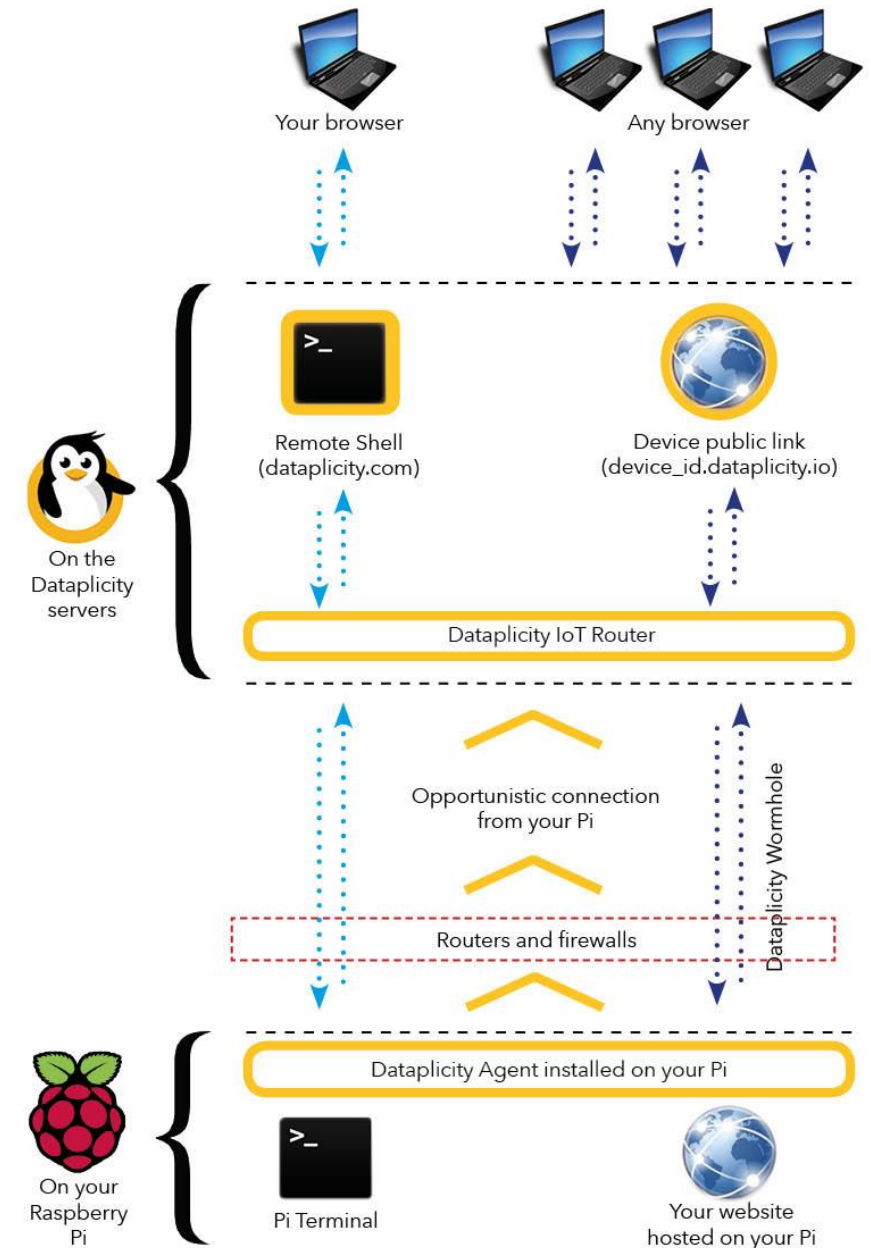 Your browser
Any browser
>_
Remote Shell
(dataplicity.com)
Device public link
(device_id.dataplicity.io)
On the
Dataplicity
servers
Dataplicity IoT Router
Opportunistic connection
from your Pi
Dataplicity Wormhole
Routers and firewalls
Dataplicity Agent installed on your Pi
>_
On your
Raspberry
Pi
Pi Terminal
Your website
hosted on your Pi